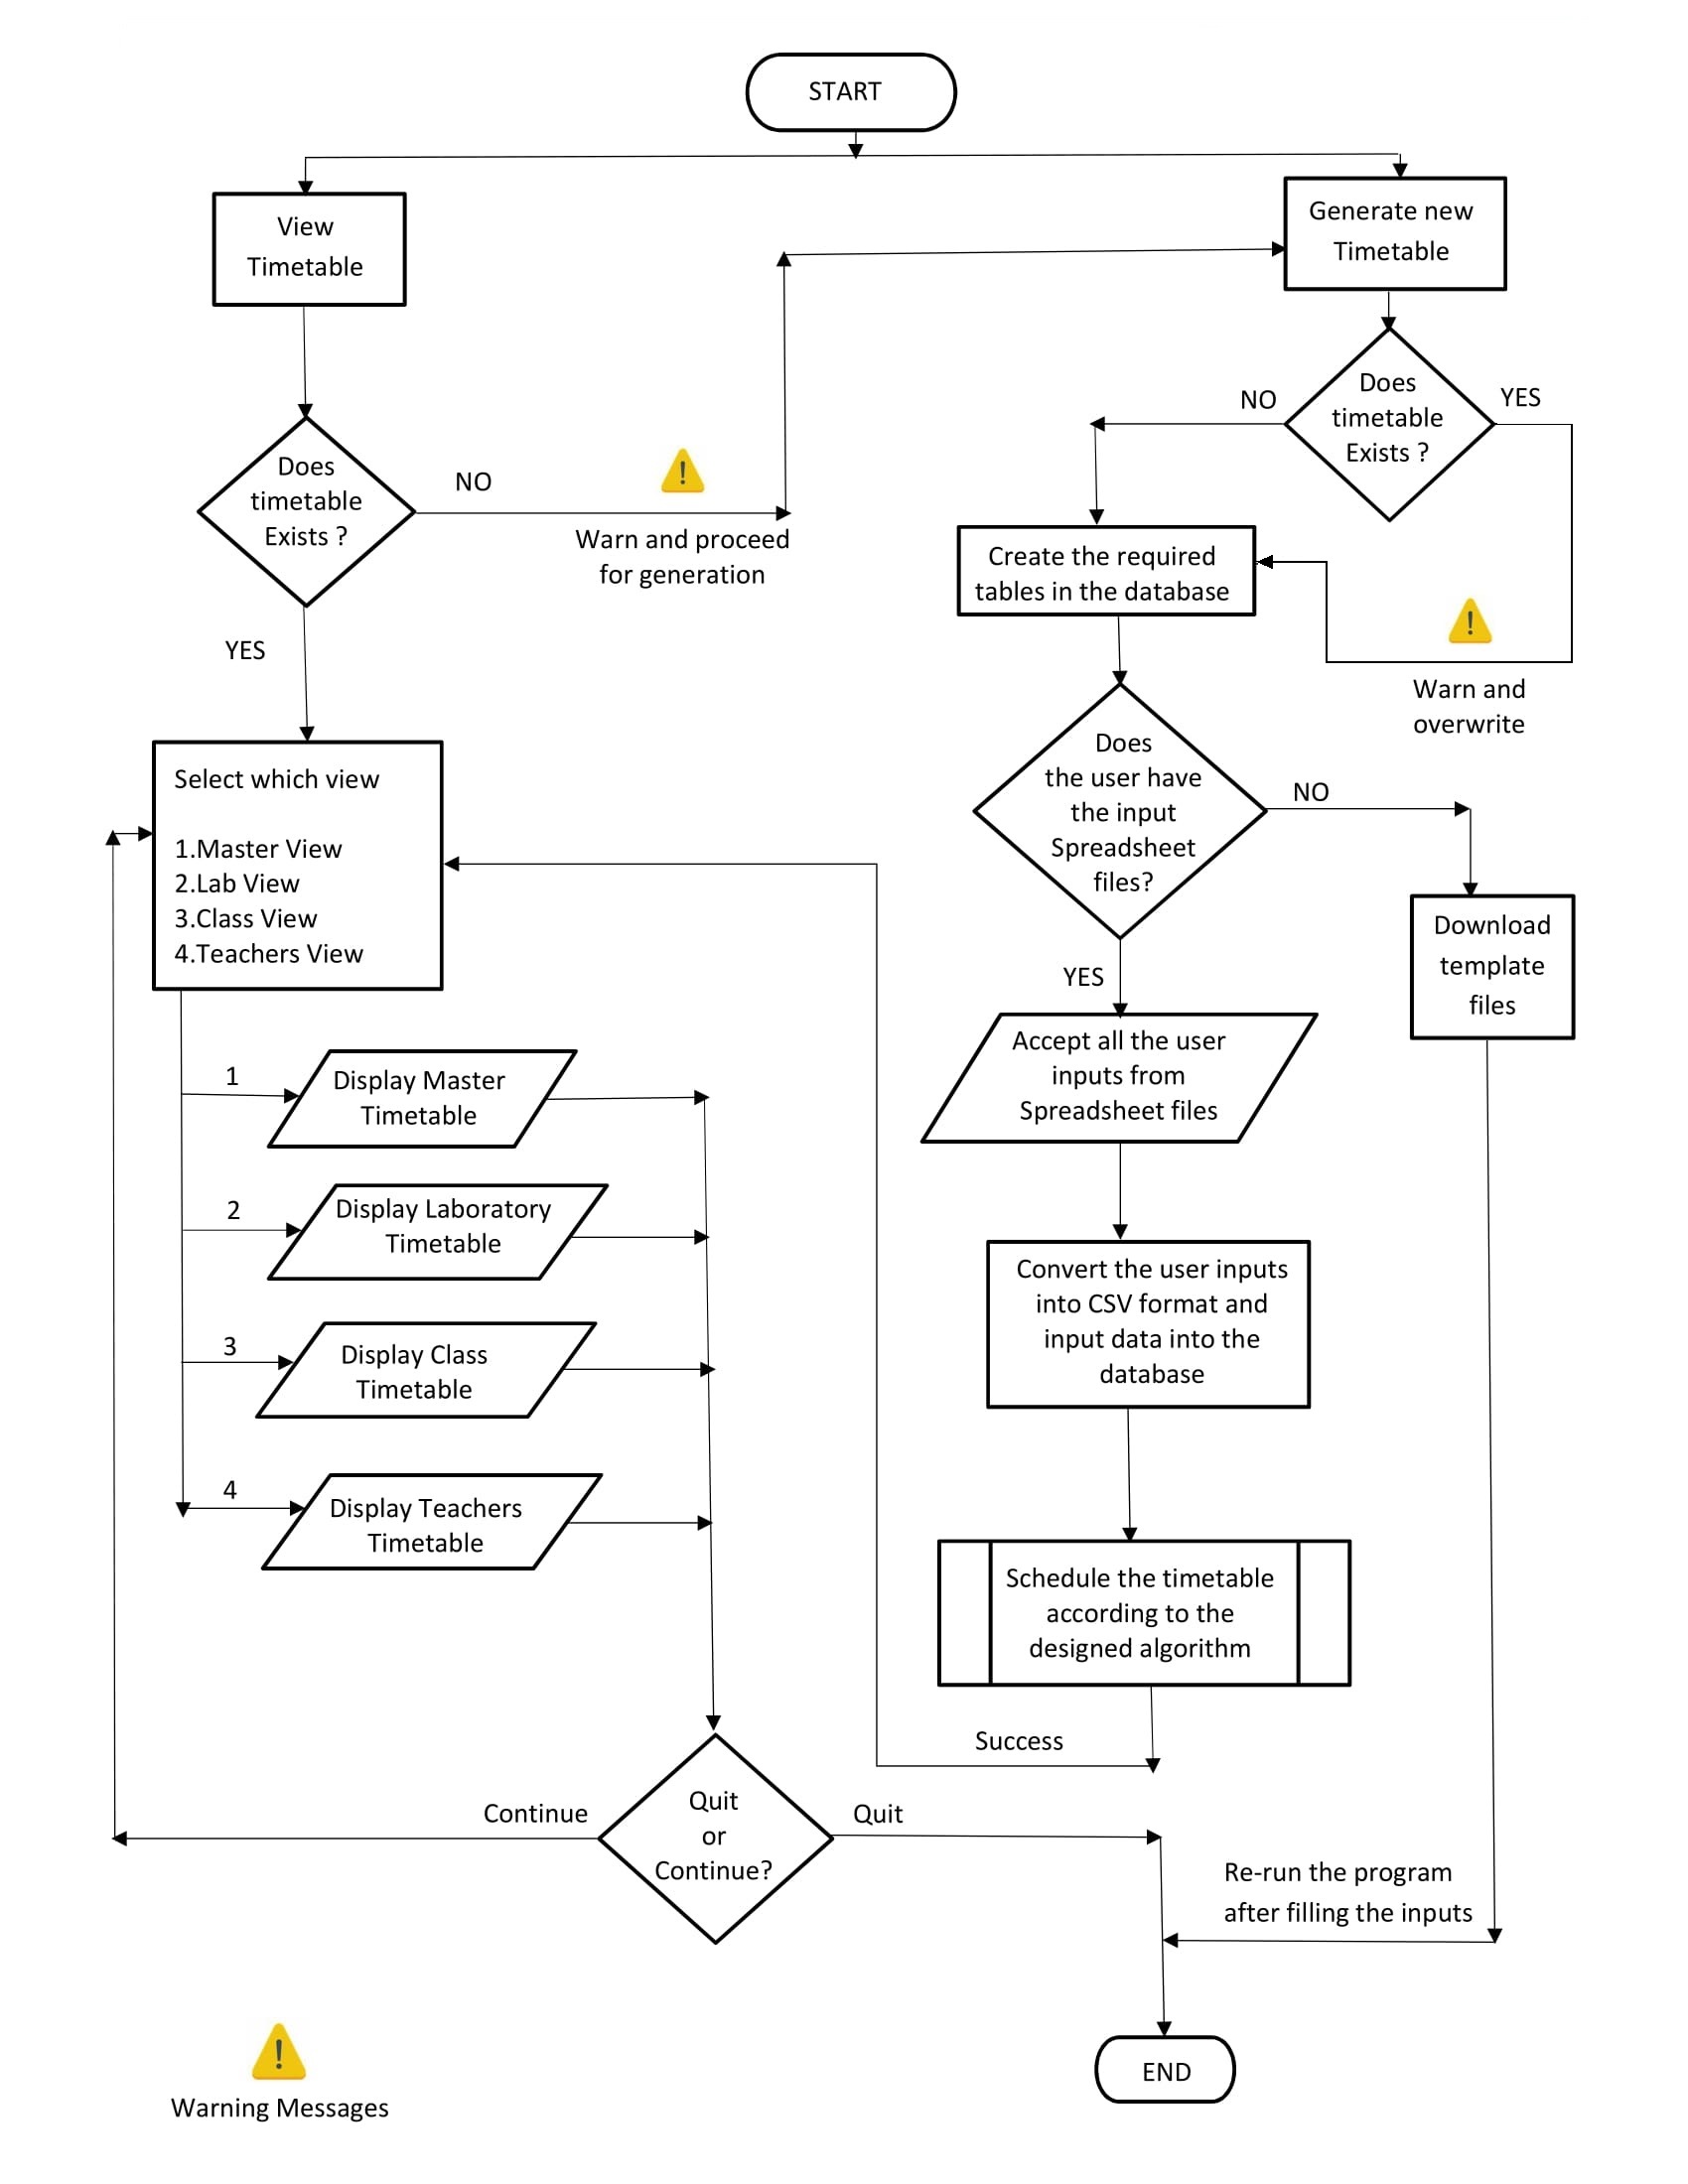 START
View
Timetable
Generate new
Timetable
Does
timetable
Exists ?
NO
YES
Does
timetable
Exists ?
NO
!
Warn and proceed
for generation
YES
Create the required
tables in the database
!
Warn and
overwrite
Select which view
1.Master View
2.Lab View
3.Class View
4.Teachers View
Does
the user have
the input
Spreadsheet
files?
NO
YES
Download
template
files
Accept all the user
inputs from
Spreadsheet files
1
Display Master
Timetable
2
Display Laboratory
Timetable
3
Display Class
Timetable
4
Display Teachers
Timetable
Convert the user inputs
into CSV format and
input data into the
database
Schedule the timetable
according to the
designed algorithm
Success
Continue
Quit
or
Continue?
Quit
Re-run the program
after filling the inputs
END
!
Warning Messages